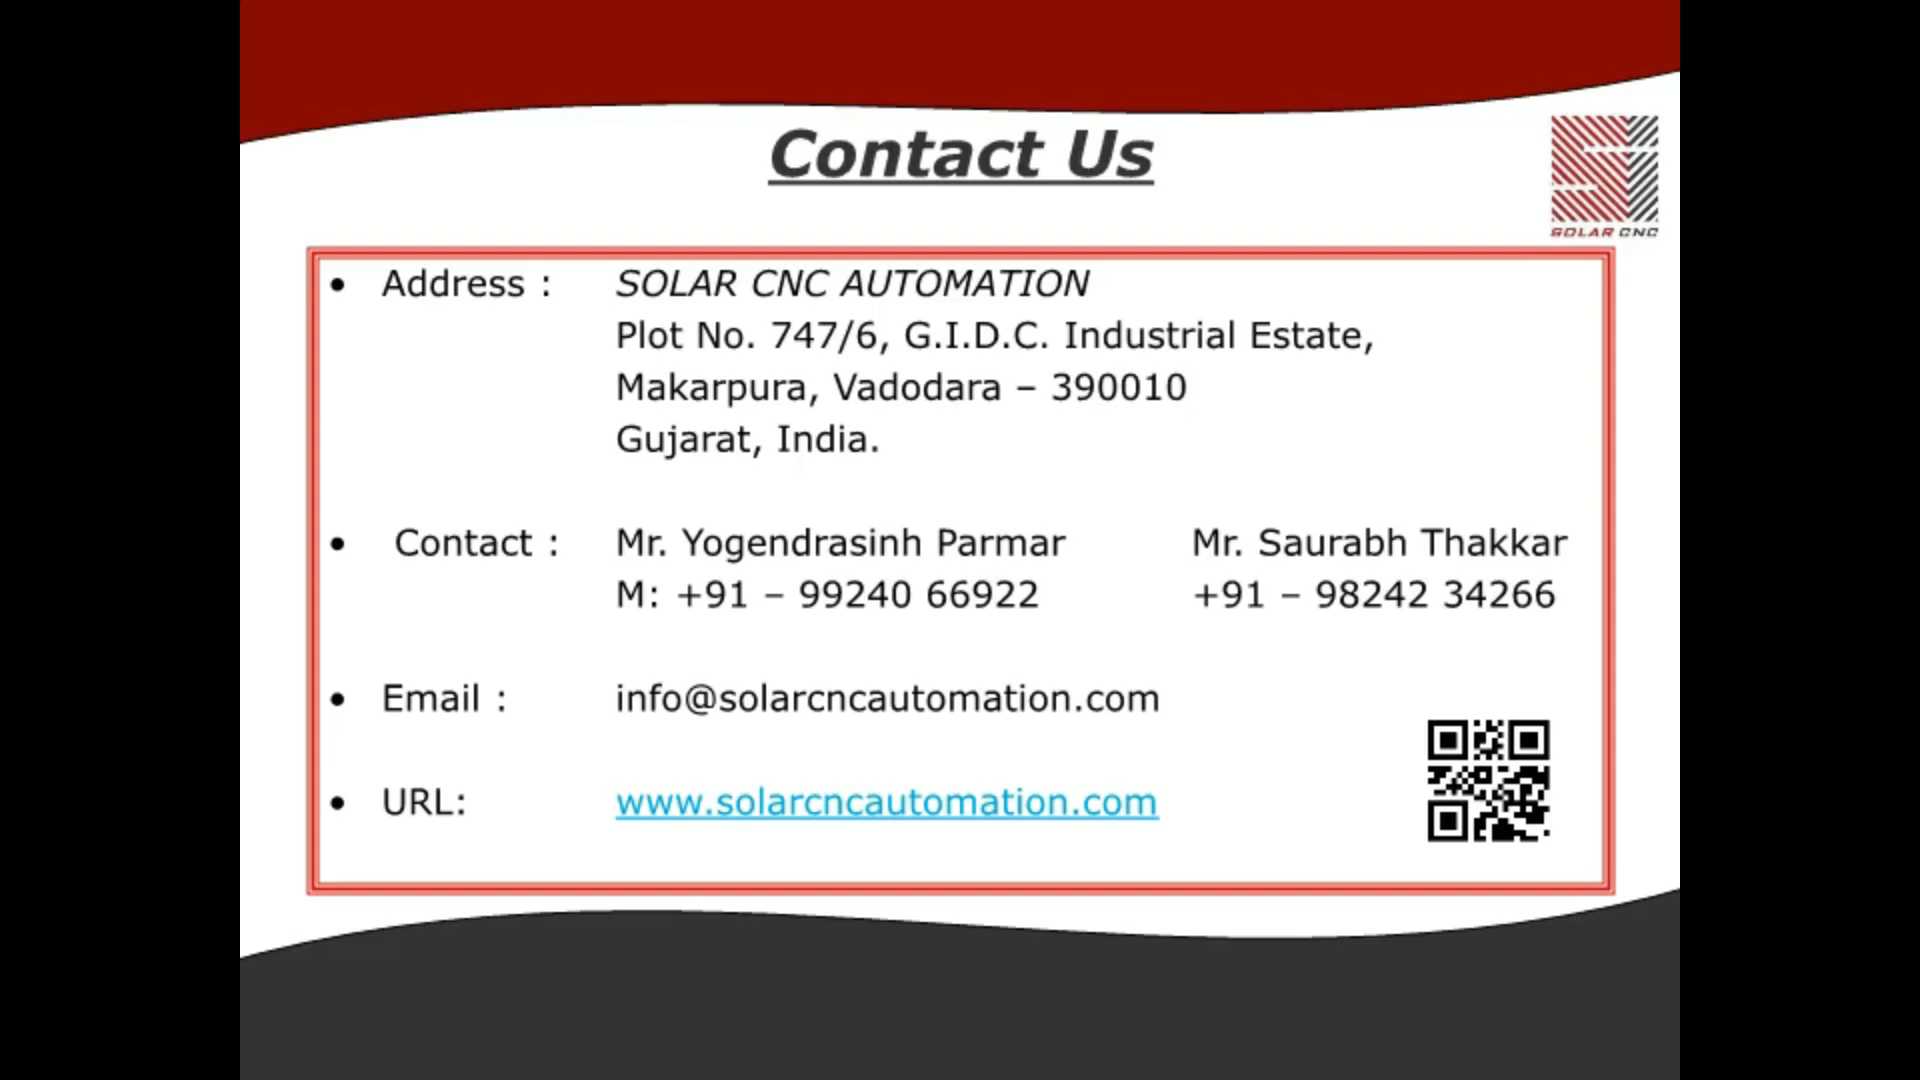 Contact Us
SOLAR CNC
• Address : SOLAR CNC AUTOMATION
Plot No. 747/6, G.I.D.C. Industrial Estate,
Makarpura, Vadodara – 390010
Gujarat, India.
• Contact : Mr. Yogendrasinh Parmar Mr. Saurabh Thakkar
M: +91 – 99240 66922 +91 – 98242 34266
• Email : info@solarcncautomation.com
• URL: www.solarcncautomation.com